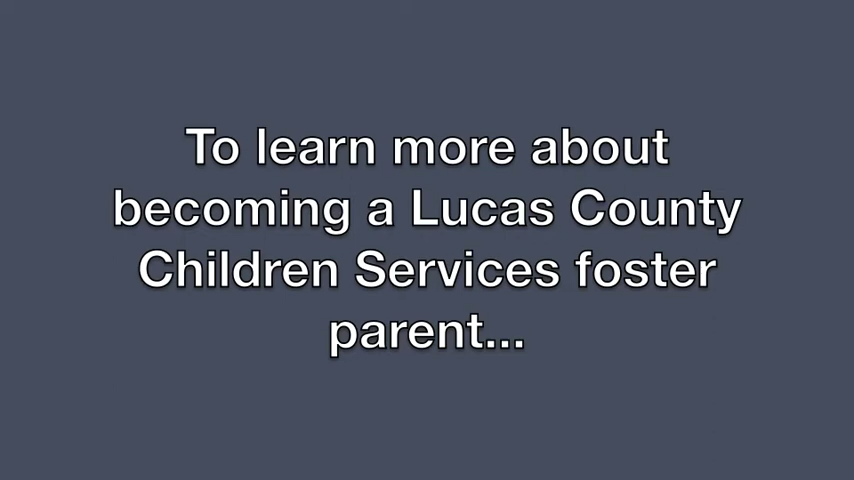 To learn more about
becoming a Lucas County
Children Services foster
parent...